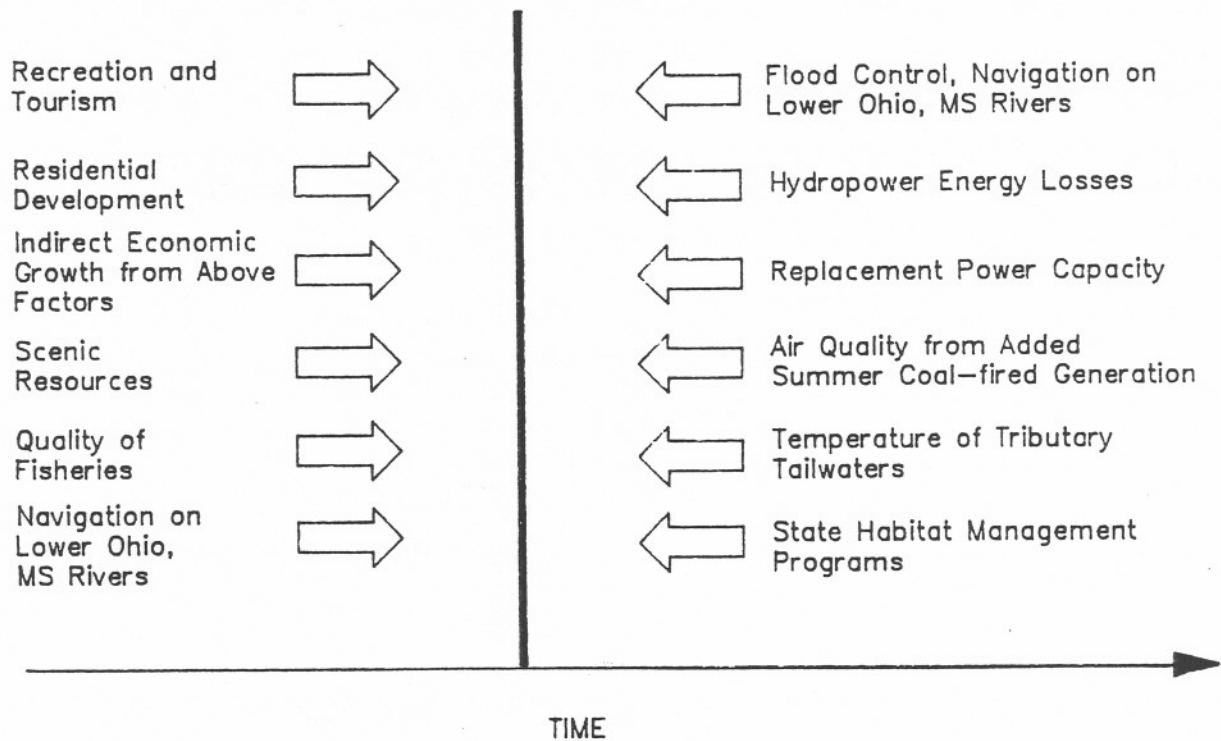 Recreation and
Tourism
Residential
Development
Indirect Economic
Growth from Above
Factors
Scenic
Resources
Quality of
Fisheries
Navigation on
Lower Ohio,
MS Rivers
Flood Control, Navigation on
Lower Ohio, MS Rivers
Hydropower Energy Losses
Replacement Power Capacity
Air Quality from Added
Summer Coal-fired Generation
Temperature of Tributary
Tailwaters
State Habitat Management
Programs
TIME